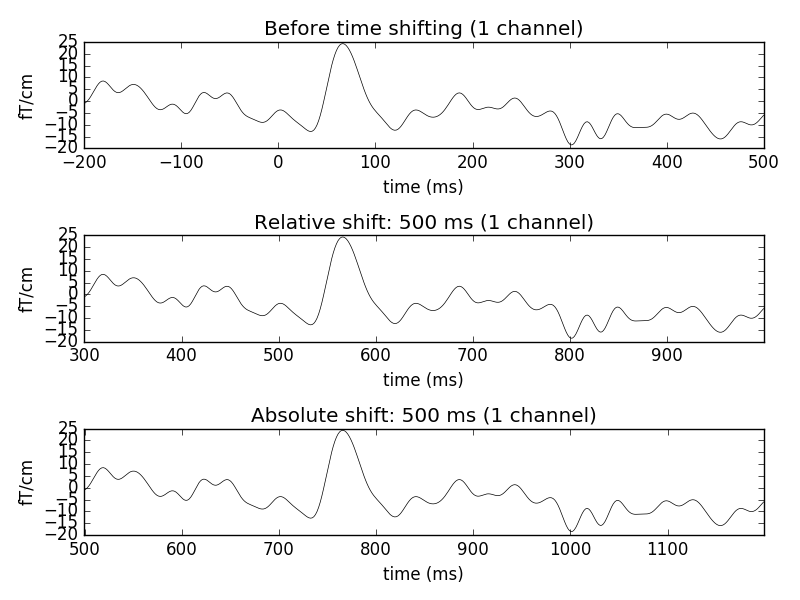 Before time shifting (1 channel)
25
20
15
10
5
0
−5
−10
−15
−20
fT/cm
−200 −100 0 100 200 300 400 500
time (ms)
Relative shift: 500 ms (1 channel)
25
20
15
10
5
0
−5
−10
−15
−20
fT/cm
300 400 500 600 700 800 900
time (ms)
Absolute shift: 500 ms (1 channel)
25
20
15
10
5
0
−5
−10
−15
−20
fT/cm
500 600 700 800 900 1000 1100
time (ms)